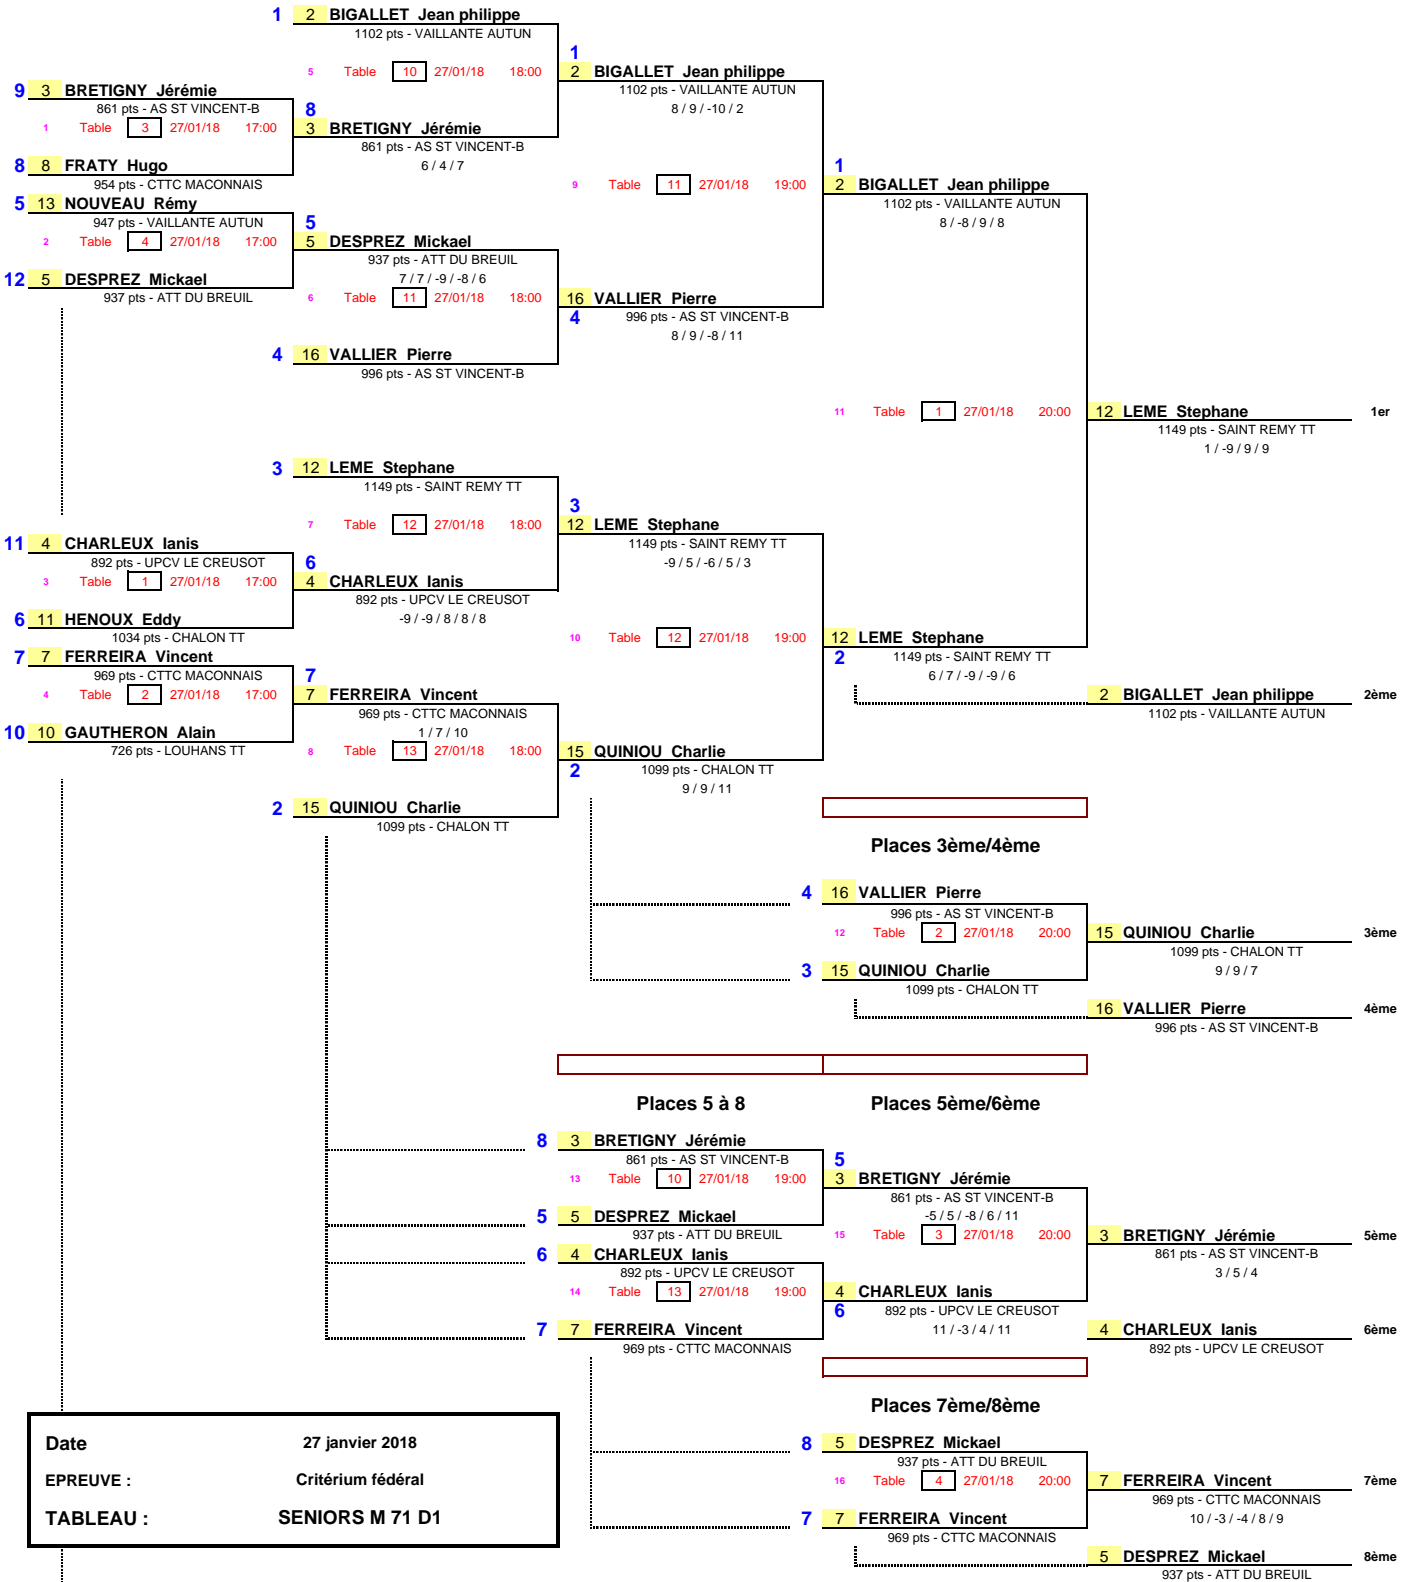 1 2 BIGALLET Jean philippe
1102 pts - VAILLANTE AUTUN
1
5 Table 10 27/01/18 18:00
2 BIGALLET Jean philippe
1102 pts - VAILLANTE AUTUN
8 / 9 / -10 / 2
9 3 BRETIGNY Jérémie
861 pts - AS ST VINCENT-B
8
1 Table 3 27/01/18 17:00
3 BRETIGNY Jérémie
861 pts - AS ST VINCENT-B
6 / 4 / 7
8 8 FRATY Hugo
954 pts - CTTC MACONNAIS
1
9 Table 11 27/01/18 19:00
2 BIGALLET Jean philippe
1102 pts - VAILLANTE AUTUN
8 / -8 / 9 / 8
5 13 NOUVEAU Rémy
947 pts - VAILLANTE AUTUN
5
2 Table 4 27/01/18 17:00
5 DESPREZ Mickael
937 pts - ATT DU BREUIL
7 / 7 / -9 / -8 / 6
12 5 DESPREZ Mickael
937 pts - ATT DU BREUIL
6 Table 11 27/01/18 18:00
16 VALLIER Pierre
4
996 pts - AS ST VINCENT-B
8 / 9 / -8 / 11
4 16 VALLIER Pierre
996 pts - AS ST VINCENT-B
11 Table 1 27/01/18 20:00
12 LEME Stephane 1er
1149 pts - SAINT REMY TT
1 / -9 / 9 / 9
3 12 LEME Stephane
1149 pts - SAINT REMY TT
3
7 Table 12 27/01/18 18:00
12 LEME Stephane
1149 pts - SAINT REMY TT
-9 / 5 / -6 / 5 / 3
11 4 CHARLEUX Ianis
892 pts - UPCV LE CREUSOT
6
3 Table 1 27/01/18 17:00
4 CHARLEUX Ianis
892 pts - UPCV LE CREUSOT
-9 / -9 / 8 / 8 / 8
6 11 HENOUX Eddy
1034 pts - CHALON TT
10 Table 12 27/01/18 19:00
12 LEME Stephane
2
1149 pts - SAINT REMY TT
6 / 7 / -9 / -9 / 6
7 7 FERREIRA Vincent
969 pts - CTTC MACONNAIS
7
4 Table 2 27/01/18 17:00
7 FERREIRA Vincent
969 pts - CTTC MACONNAIS
1 / 7 / 10
2 BIGALLET Jean philippe 2ème
1102 pts - VAILLANTE AUTUN
10 10 GAUTHERON Alain
726 pts - LOUHANS TT
8 Table 13 27/01/18 18:00
15 QUINIOU Charlie
2
1099 pts - CHALON TT
9 / 9 / 11
2 15 QUINIOU Charlie
1099 pts - CHALON TT
Places 3ème/4ème
4 16 VALLIER Pierre
996 pts - AS ST VINCENT-B
12 Table 2 27/01/18 20:00
15 QUINIOU Charlie 3ème
1099 pts - CHALON TT
9 / 9 / 7
3 15 QUINIOU Charlie
1099 pts - CHALON TT
16 VALLIER Pierre 4ème
996 pts - AS ST VINCENT-B
Places 5 à 8 Places 5ème/6ème
8 3 BRETIGNY Jérémie
861 pts - AS ST VINCENT-B
5
13 Table 10 27/01/18 19:00
3 BRETIGNY Jérémie
861 pts - AS ST VINCENT-B
-5 / 5 / -8 / 6 / 11
5 5 DESPREZ Mickael
937 pts - ATT DU BREUIL
15 Table 3 27/01/18 20:00
3 BRETIGNY Jérémie 5ème
861 pts - AS ST VINCENT-B
3 / 5 / 4
6 4 CHARLEUX Ianis
892 pts - UPCV LE CREUSOT
14 Table 13 27/01/18 19:00
4 CHARLEUX Ianis
6
892 pts - UPCV LE CREUSOT
11 / -3 / 4 / 11
7 7 FERREIRA Vincent
969 pts - CTTC MACONNAIS
4 CHARLEUX Ianis 6ème
892 pts - UPCV LE CREUSOT
Places 7ème/8ème
8 5 DESPREZ Mickael
937 pts - ATT DU BREUIL
16 Table 4 27/01/18 20:00
7 FERREIRA Vincent 7ème
969 pts - CTTC MACONNAIS
10 / -3 / -4 / 8 / 9
7 7 FERREIRA Vincent
969 pts - CTTC MACONNAIS
5 DESPREZ Mickael 8ème
937 pts - ATT DU BREUIL
Date 27 janvier 2018
EPREUVE : Critérium fédéral
TABLEAU : SENIORS M 71 D1